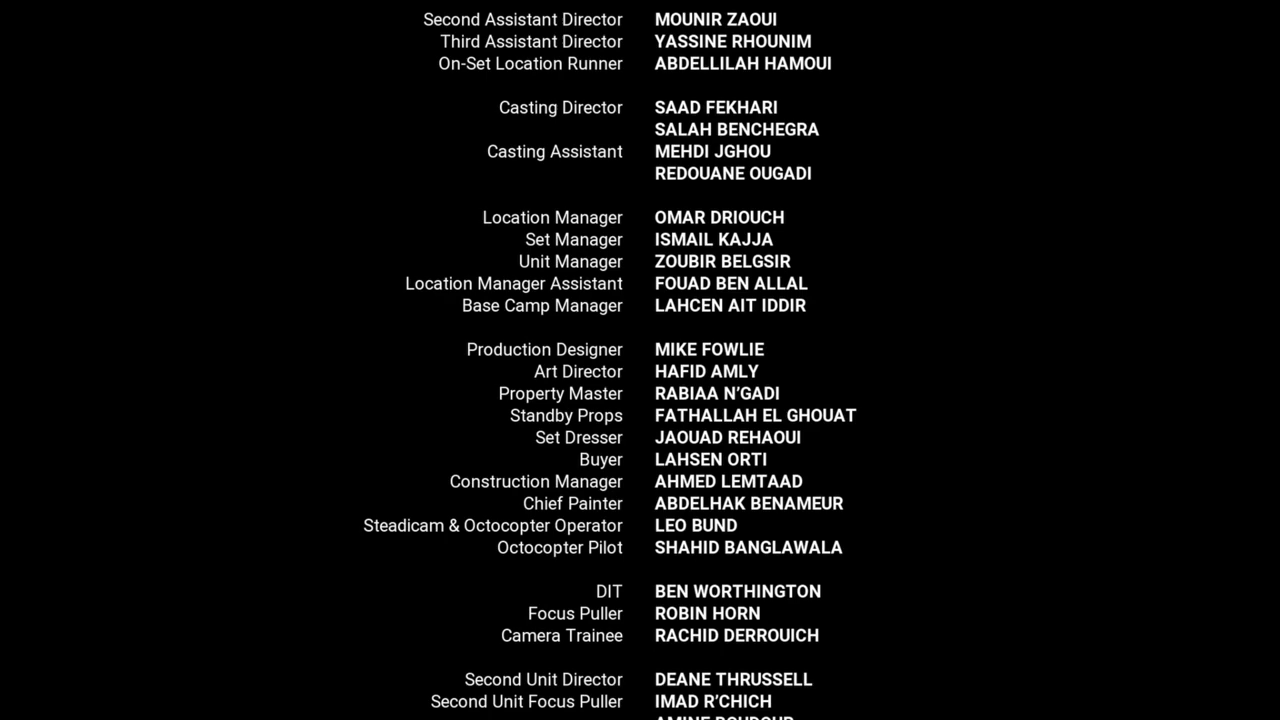 Second Assistant Director MOUNIR ZAOUI
Third Assistant Director YASSINE RHOUNIM
On-Set Location Runner ABDELLILAH HAMOUI
Casting Director SAAD FEKHARI
SALAH BENCHEGRA
Casting Assistant MEHDI JGHOU
REDOUANE OUGADI
Location Manager OMAR DRIOUCH
Set Manager ISMAIL KAJJA
Unit Manager ZOUBIR BELGSIR
Location Manager Assistant FOUAD BEN ALLAL
Base Camp Manager LAHCEN AIT IDDIR
Production Designer MIKE FOWLIE
Art Director HAFID AMLY
Property Master RABIAA N’GADI
Standby Props FATHALLAH EL GHOUAT
Set Dresser JAOUAD REHAOUI
Buyer LAHSEN ORTI
Construction Manager AHMED LEMTAAD
Chief Painter ABDELHAK BENAMEUR
Steadicam & Octocopter Operator LEO BUND
Octocopter Pilot SHAHID BANGLAWALA
DIT BEN WORTHINGTON
Focus Puller ROBIN HORN
Camera Trainee RACHID DERROUICH
Second Unit Director DEANE THRUSSELL
Second Unit Focus Puller IMAD R’CHICH